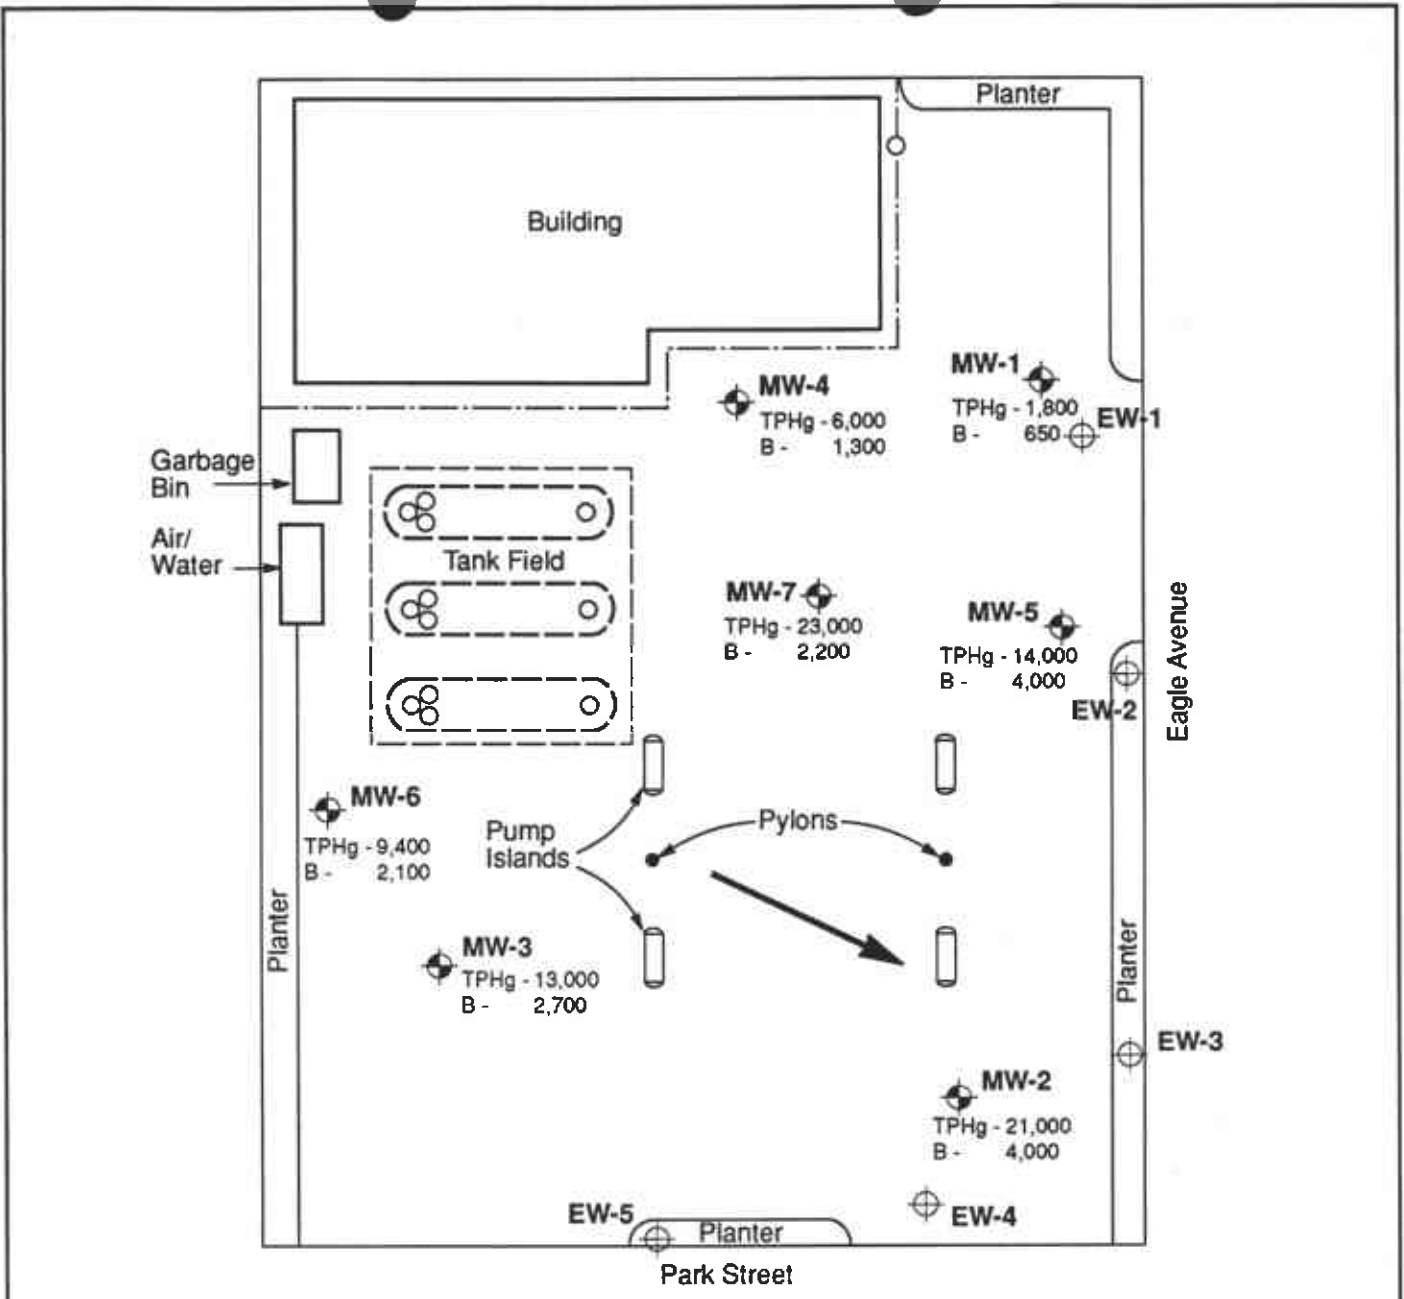 Planter
Building
MW-1
TPHg - 1,800
B - 650
EW-1
MW-4
TPHg - 6,000
B - 1,300
Garbage
Bin
Air/
Water
Tank Field
MW-7
TPHg - 23,000
B - 2,200
MW-5
TPHg - 14,000
B - 4,000
EW-2
Eagle Avenue
MW-6
TPHg - 9,400
B - 2,100
Pump
Islands
Pylons
Planter
MW-3
TPHg - 13,000
B - 2,700
Planter
EW-3
MW-2
TPHg - 21,000
B - 4,000
EW-4
EW-5
Planter
Park Street